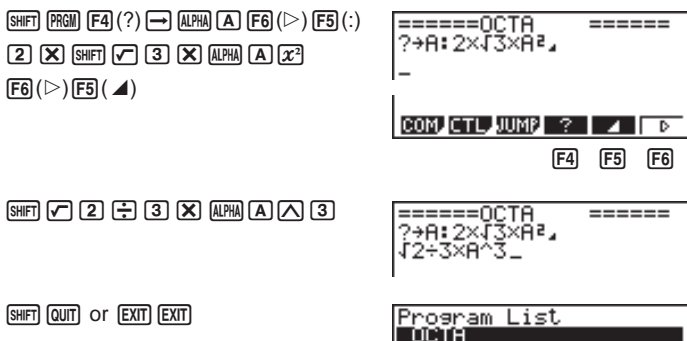 SHIFT PRGM F4 (?) → ALPHA A F6 (▷) F5 (:)
2 X SHIFT √ 3 X ALPHA A x²
F6 (▷) F5 (◢)
======OCTA ======
?→A:2×√3×A²◢
_
COM CTL JUMP ? ◢ ▷
F4 F5 F6
SHIFT √ 2 ÷ 3 X ALPHA A ∧ 3
======OCTA ======
?→A:2×√3×A²◢
√2÷3×A^3_
SHIFT QUIT or EXIT EXIT
Program List
OCTA